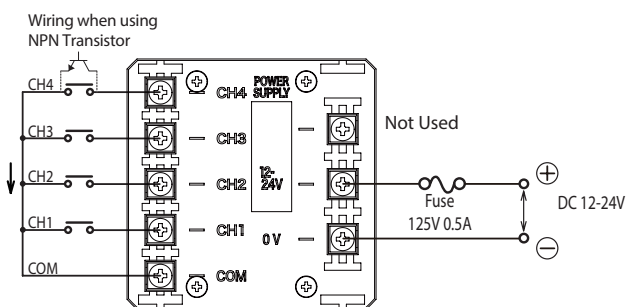 Wiring when using
NPN Transistor
CH4
CH3
CH2
CH1
COM
CH4
CH3
CH2
CH1
COM
POWER
SUPPLY
12-
24V
0 V
Not Used
Fuse
125V 0.5A
+
DC 12-24V
−